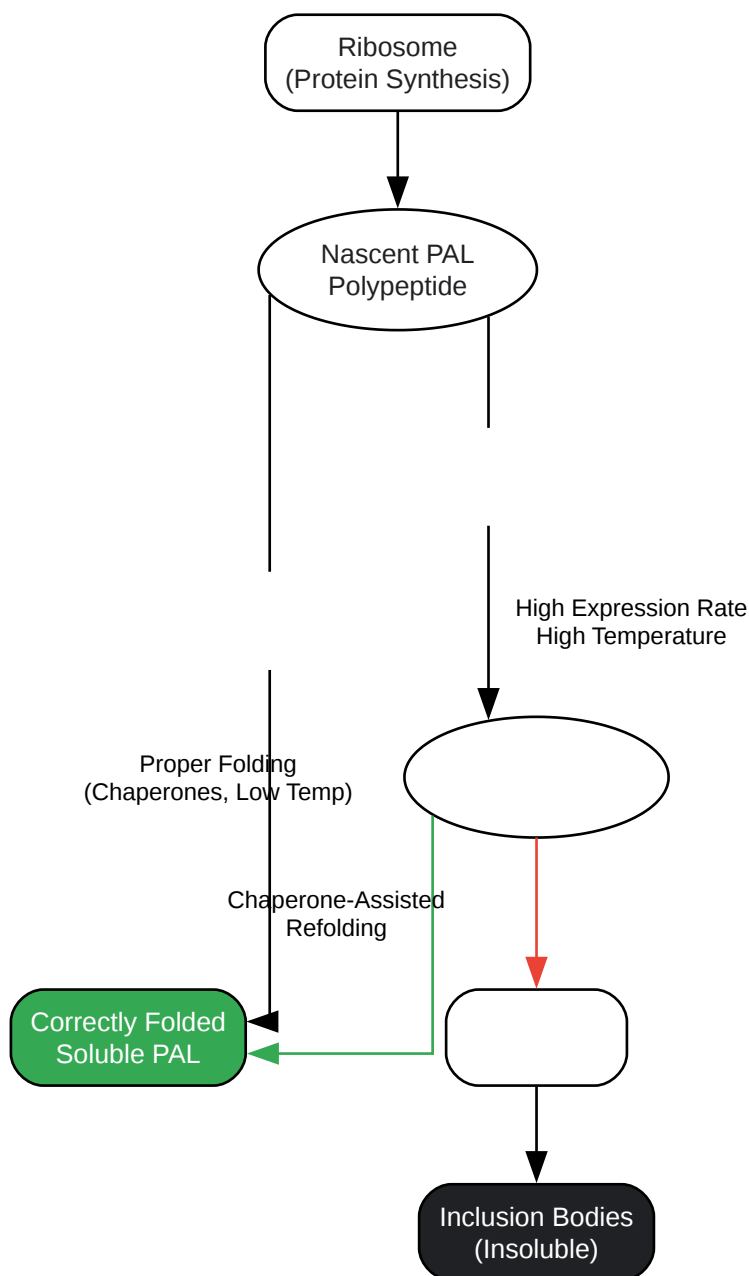 Ribosome
(Protein Synthesis)
Nascent PAL
Polypeptide
High Expression Rate
High Temperature
Proper Folding
(Chaperones, Low Temp)
Chaperone-Assisted
Refolding
Correctly Folded
Soluble PAL
Inclusion Bodies
(Insoluble)